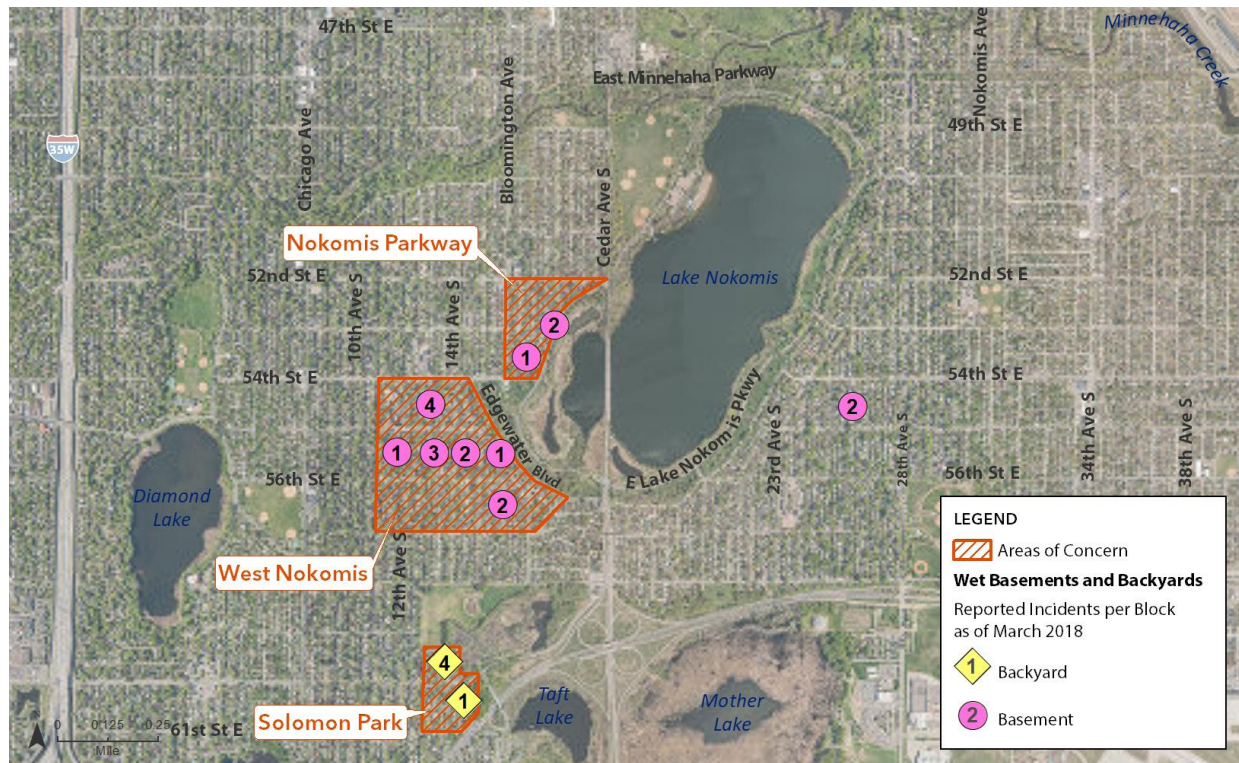 47th St E
Minnehaha Creek
East Minnehaha Parkway
Nokomis Ave
49th St E
Bloomington Ave
Chicago Ave
35W
Cedar Ave S
Nokomis Parkway
52nd St E
Lake Nokomis
52nd St E
10th Ave S
14th Ave S
2
1
54th St E
54th St E
4
Edgewater Blvd
E Lake Nokomis Pkwy
2
23rd Ave S
28th Ave S
34th Ave S
38th Ave S
1
3
2
1
56th St E
56th St E
Diamond
Lake
2
West Nokomis
12th Ave S
4
1
Solomon Park
Taft
Lake
Mother
Lake
61st St E
N
0
0.125
0.25
Mile
LEGEND
Areas of Concern
Wet Basements and Backyards
Reported Incidents per Block
as of March 2018
1
Backyard
2
Basement